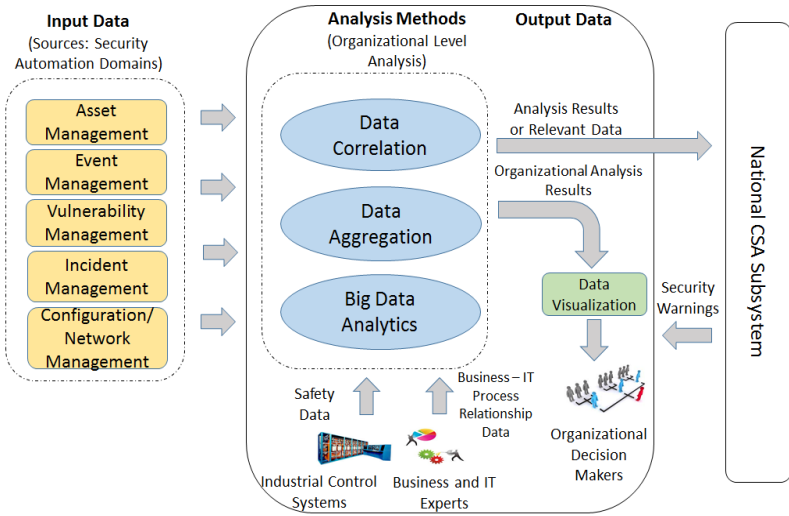 Input Data
(Sources: Security
Automation Domains)
Asset
Management
Event
Management
Vulnerability
Management
Incident
Management
Configuration/
Network
Management
Analysis Methods
(Organizational Level
Analysis)
Data
Correlation
Data
Aggregation
Big Data
Analytics
Safety
Data
Industrial Control
Systems
Business – IT
Process
Relationship
Data
Business and IT
Experts
Output Data
Analysis Results
or Relevant Data
Organizational Analysis
Results
Data
Visualization
Organizational
Decision
Makers
Security
Warnings
National CSA Subsystem